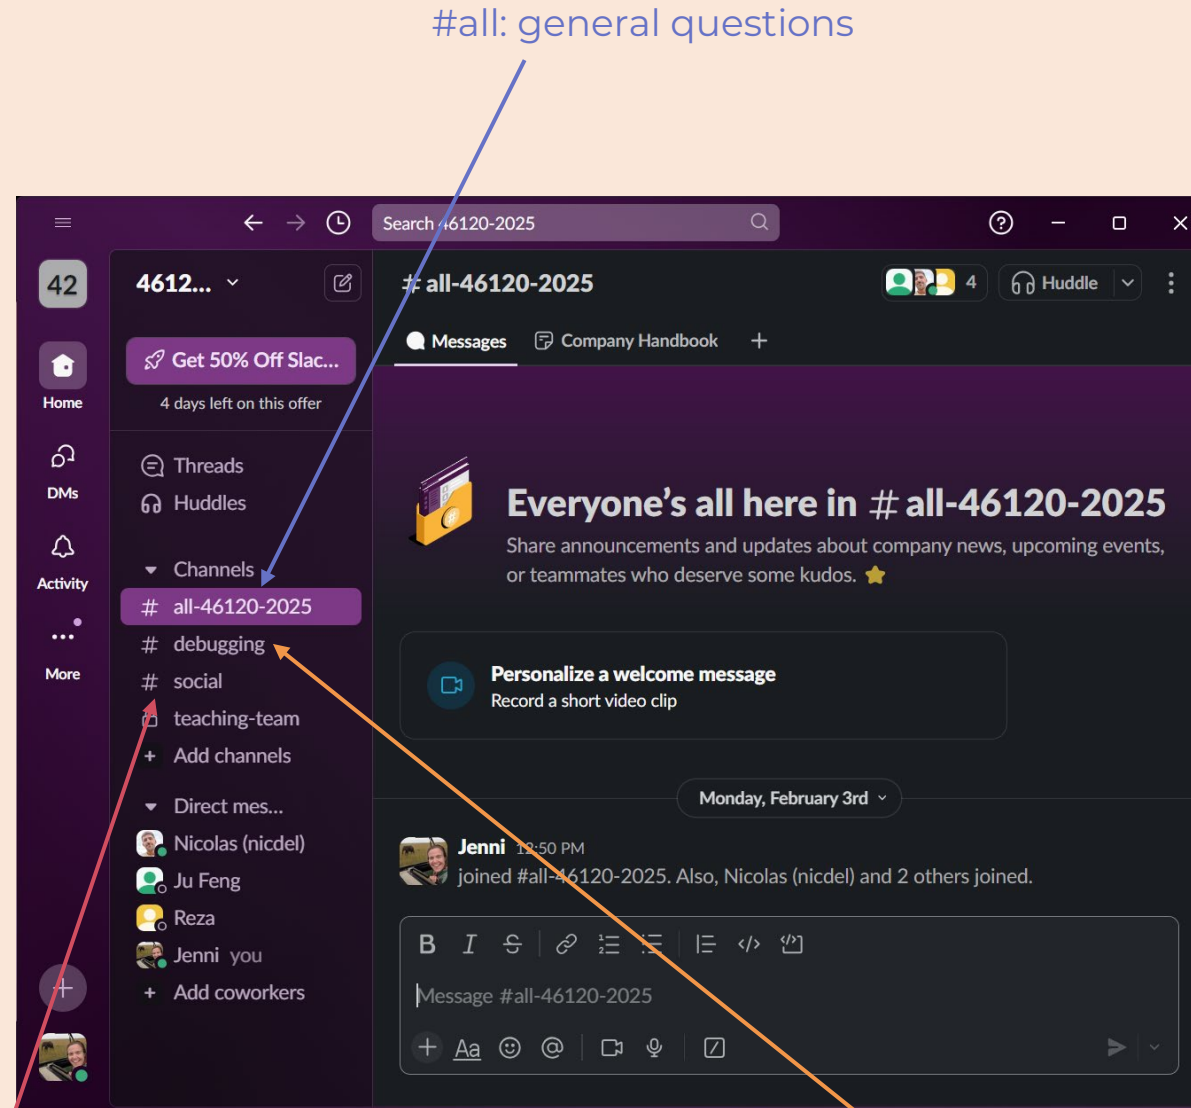 #all: general questions
Search 46120-2025
42
4612...
# all-46120-2025
4
Huddle
Messages
Company Handbook
Get 50% Off Slac...
4 days left on this offer
Home
DMs
Activity
More
Threads
Huddles
Channels
# all-46120-2025
# debugging
# social
teaching-team
+ Add channels
Direct mes...
Nicolas (nicdel)
Ju Feng
Reza
Jenni you
+ Add coworkers
Everyone's all here in # all-46120-2025
Share announcements and updates about company news, upcoming events,
or teammates who deserve some kudos.
Personalize a welcome message
Record a short video clip
Monday, February 3rd
Jenni 12:50 PM
joined #all-46120-2025. Also, Nicolas (nicdel) and 2 others joined.
B I S
Message #all-46120-2025
+ Aa @